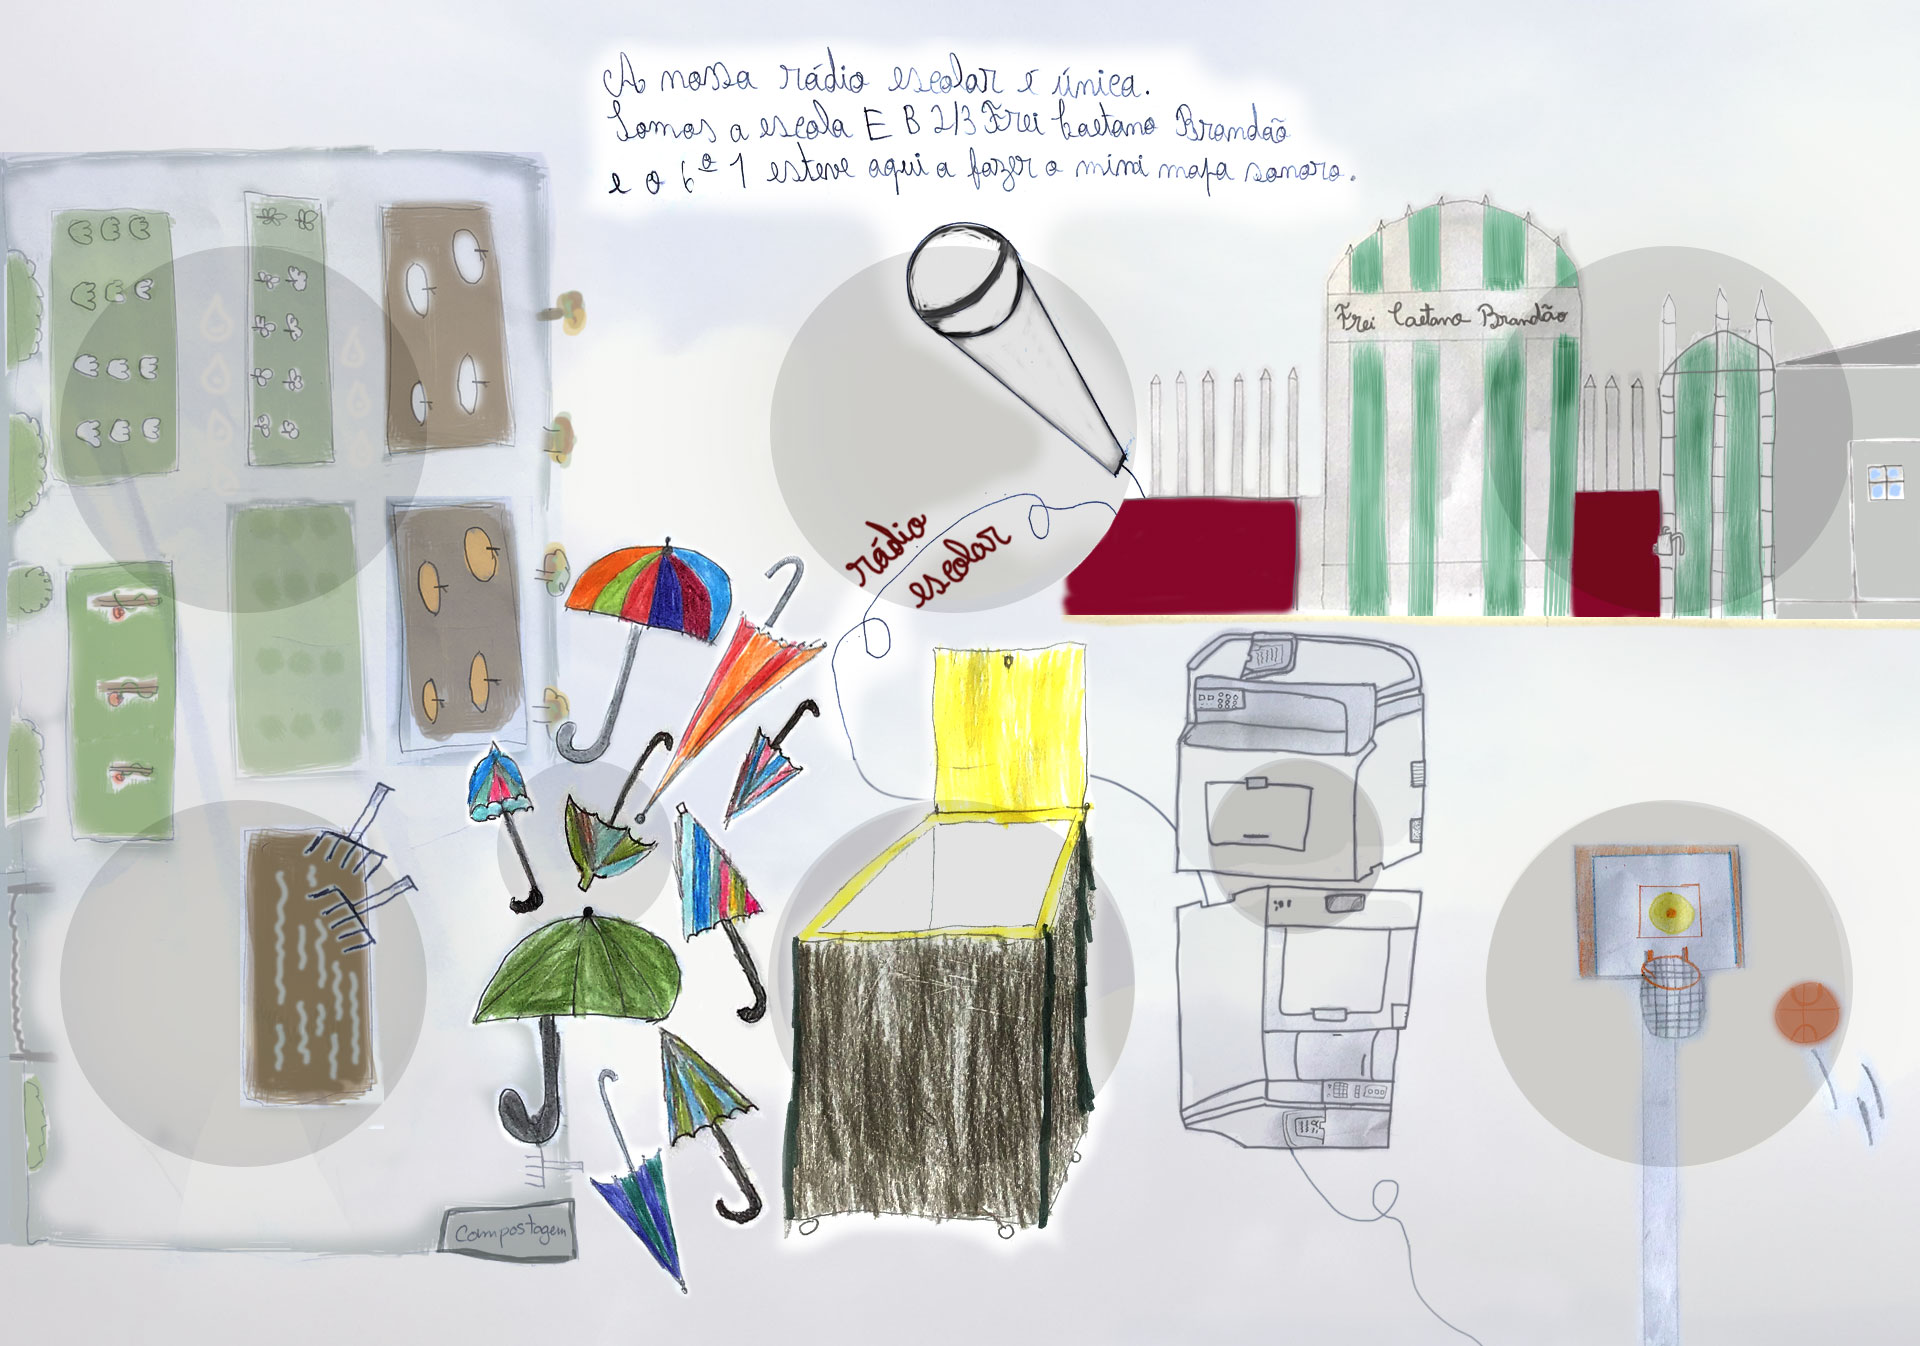 A nossa rádio escolar é única.
Somos a escola E B 2/3 Frei Caetano Brandão
e o 6º 1 esteve aqui a fazer o mini mapa sonoro.
Frei Caetano Brandão
rádio
escolar
Compostagem